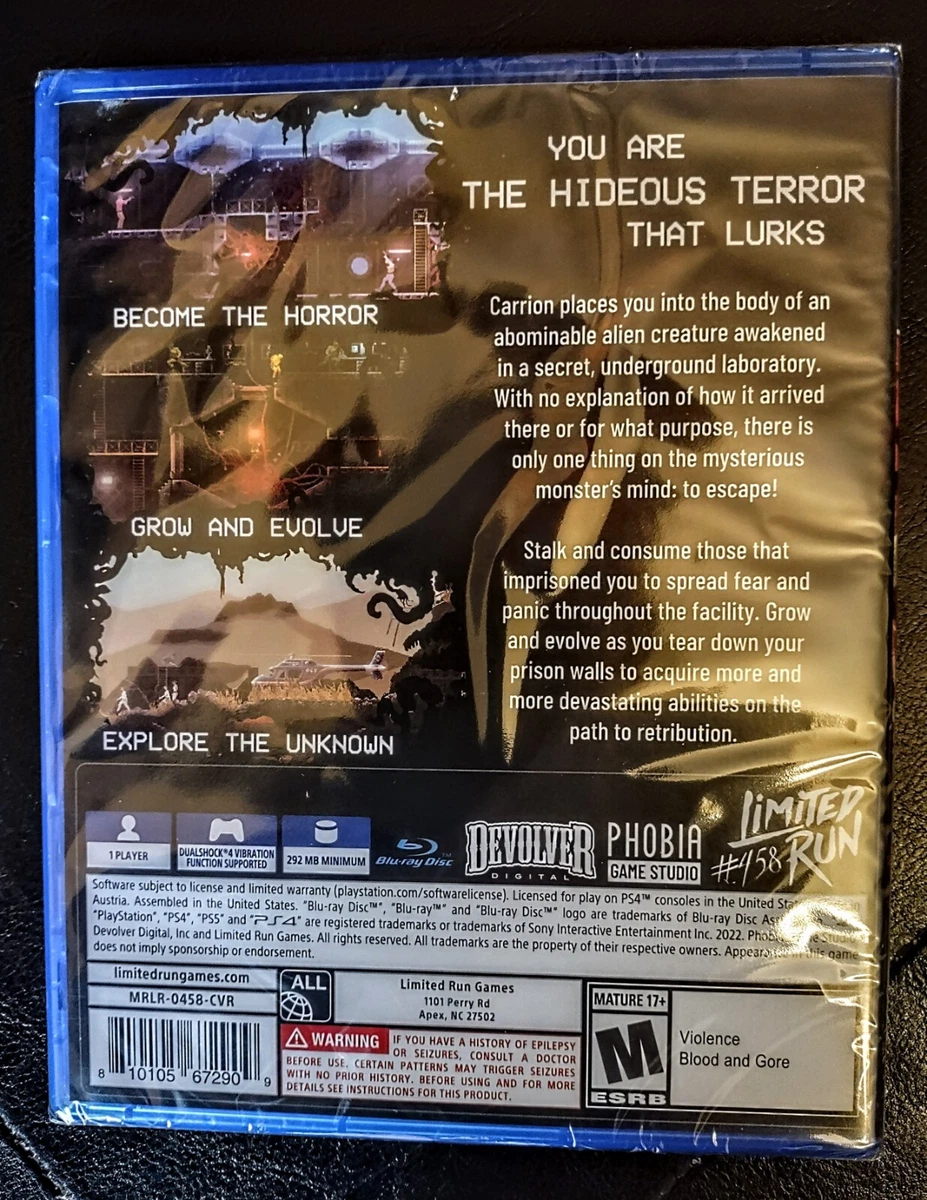 YOU ARE
THE HIDEOUS TERROR
THAT LURKS
BECOME THE HORROR
GROW AND EVOLVE
EXPLORE THE UNKNOWN
Carrion places you into the body of an
abominable alien creature awakened
in a secret, underground laboratory.
With no explanation of how it arrived
there or for what purpose, there is
only one thing on the mysterious
monster's mind: to escape!
Stalk and consume those that
imprisoned you to spread fear and
panic throughout the facility. Grow
and evolve as you tear down your
prison walls to acquire more and
more devastating abilities on the
path to retribution.
1 PLAYER
DUALSHOCK®4 VIBRATION
FUNCTION SUPPORTED
292 MB MINIMUM
Blu-ray Disc™
DEVOLVER
DIGITAL
PHOBIA
GAME STUDIO
LIMITED
RUN
#458
Software subject to license and limited warranty (playstation.com/softwarelicense). Licensed for play on PS4™ consoles in the United
Austria. Assembled in the United States. "Blu-ray Disc™", "Blu-ray™" and "Blu-ray Disc™" logo are trademarks of Blu-ray Disc
"PlayStation", "PS4", "PS5" and "PS4" are registered trademarks or trademarks of Sony Interactive Entertainment Inc. 2022. Studio
Devolver Digital, Inc and Limited Run Games. All rights reserved. All trademarks are the property of their respective owners. in this game
does not imply sponsorship or endorsement.
limitedrungames.com
MRLR-0458-CVR
8 10105 67290 9
ALL
Limited Run Games
1101 Perry Rd
Apex, NC 27502
WARNING IF YOU HAVE A HISTORY OF EPILEPSY
OR SEIZURES, CONSULT A DOCTOR
BEFORE USE. CERTAIN PATTERNS MAY TRIGGER SEIZURES
WITH NO PRIOR HISTORY. BEFORE USING AND FOR MORE
DETAILS SEE INSTRUCTIONS FOR THIS PRODUCT.
MATURE 17+
M
ESRB
Violence
Blood and Gore